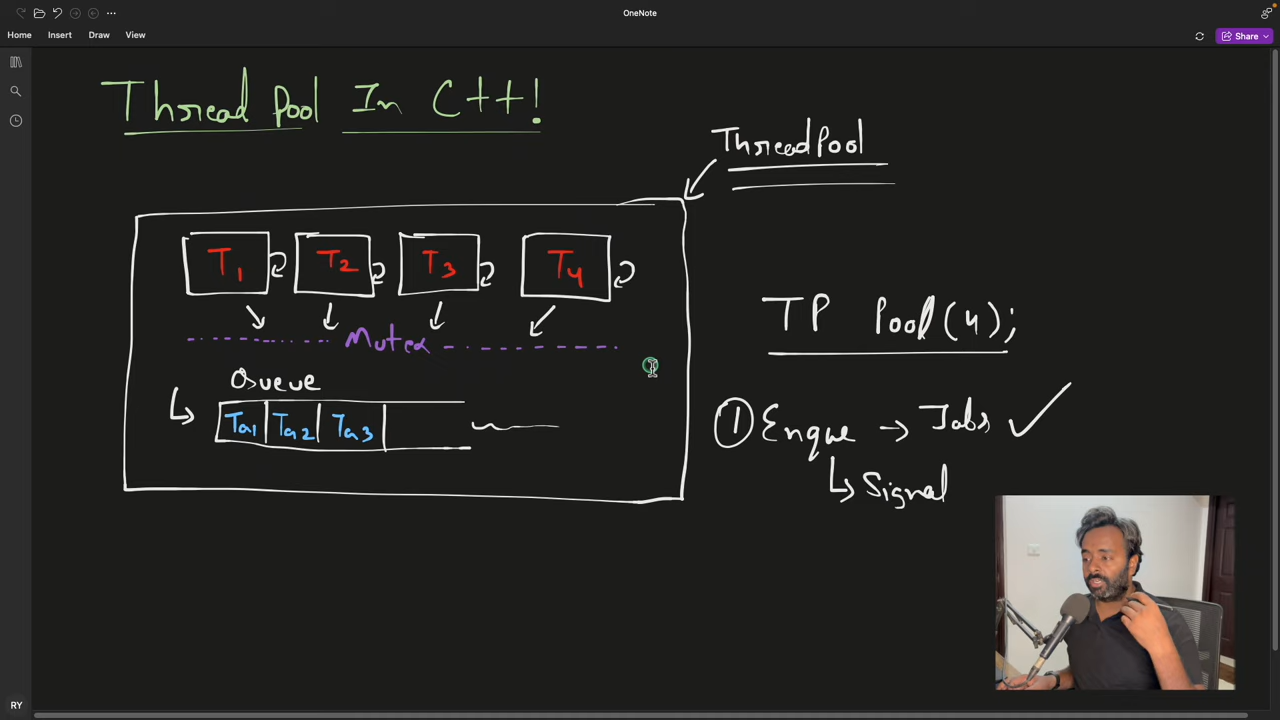 OneNote
Home Insert Draw View
Share
Thread Pool In C++!
ThreadPool
T1 T2 T3 T4
Mutex
TP Pool(4);
Queue
Ta1 Ta2 Ta3
① Enque → Jobs ✓
↳ Signal
RY